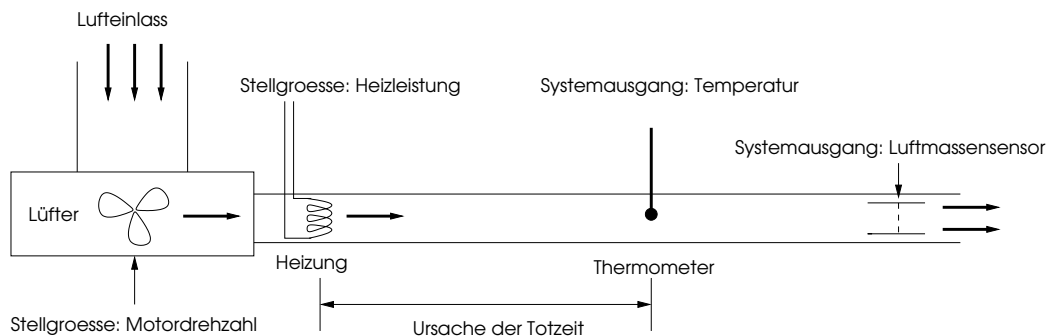 Lufteinlass
Stellgroesse: Heizleistung
Systemausgang: Temperatur
Systemausgang: Luftmassensensor
Lüfter
Heizung
Thermometer
Stellgroesse: Motordrehzahl
Ursache der Totzeit